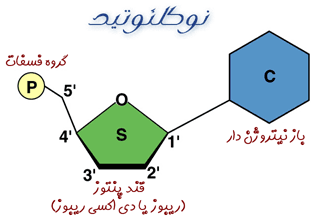 نوکلئوتید
گروه فسفات
P
5'
O
C
4'
S
1'
باز نیتروژن دار
3'
2'
قند پنتوز
(ریبوز یا دی اکسی ریبوز)